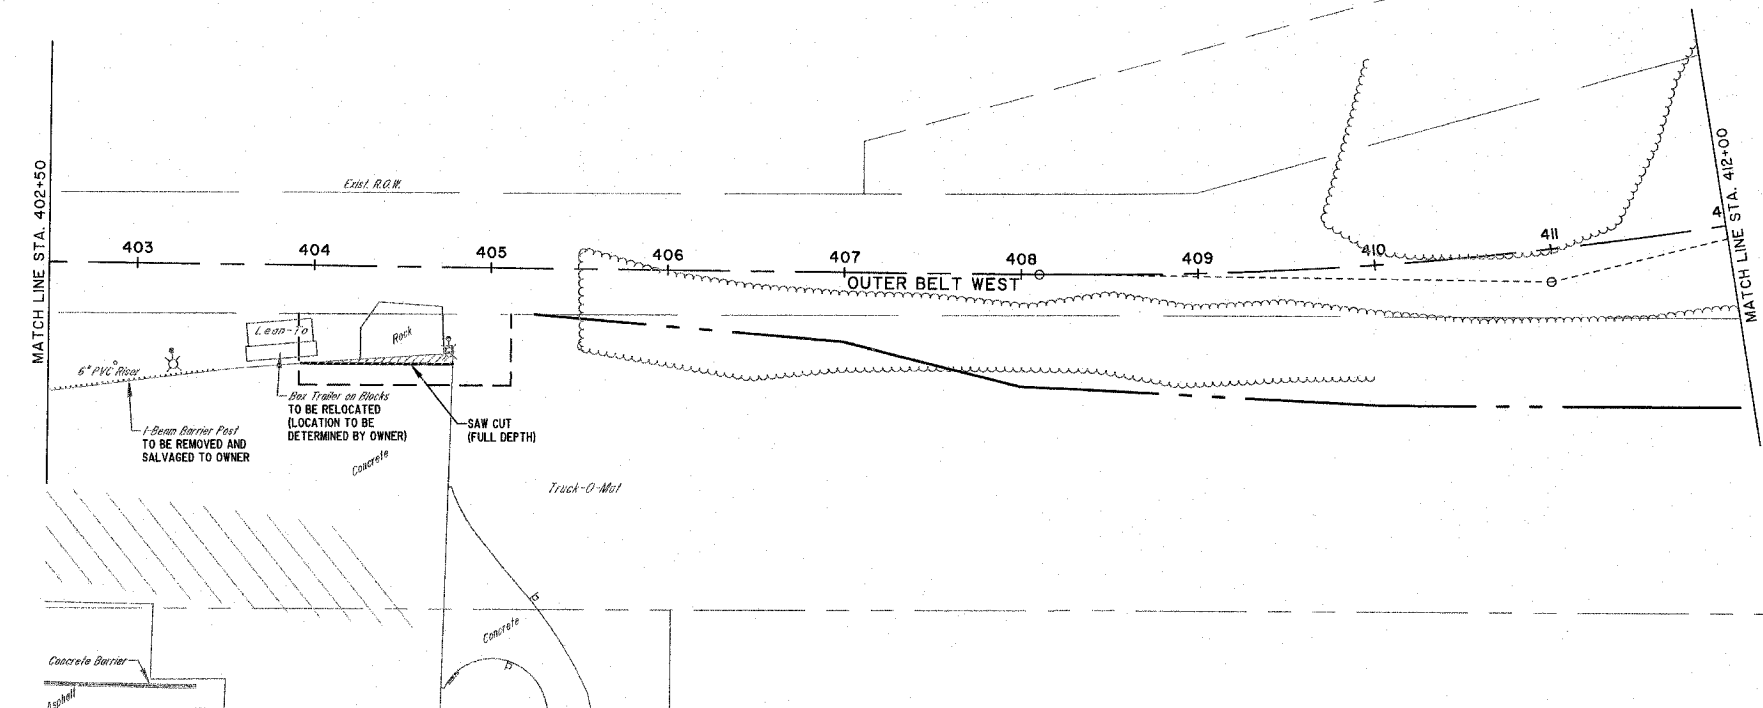 MATCH LINE STA. 402+50
Exist. R.O.W.
403
404
405
406
407
408
409
410
411
4
MATCH LINE STA. 412+00
OUTER BELT WEST
Lean-To
Rock
6" PVC Riser
Box Trailer on Blocks
TO BE RELOCATED
(LOCATION TO BE
DETERMINED BY OWNER)
SAW CUT
(FULL DEPTH)
I-Beam Barrier Post
TO BE REMOVED AND
SALVAGED TO OWNER
Concrete
Truck-O-Mat
Concrete
Concrete Barrier
Asphalt